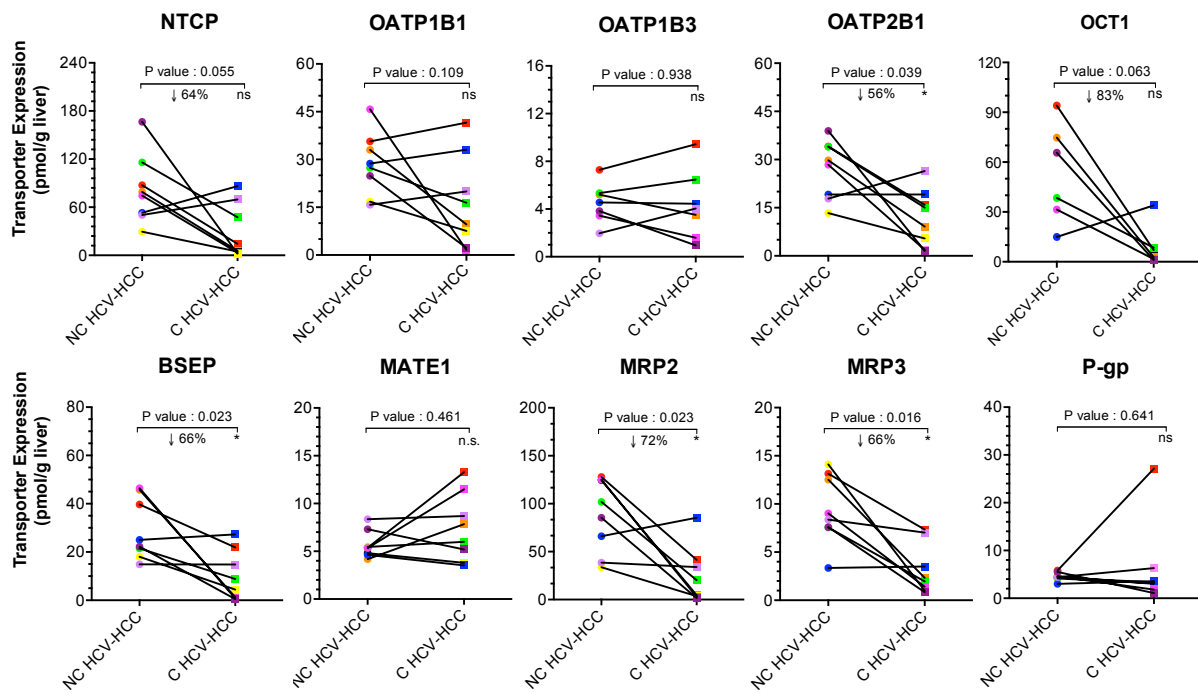 NTCP
OATP1B1
OATP1B3
OATP2B1
OCT1
Transporter Expression
(pmol/g liver)
240
180
120
60
0
P value : 0.055
↓ 64%
ns
NC HCV-HCC
C HCV-HCC
60
45
30
15
0
P value : 0.109
ns
NC HCV-HCC
C HCV-HCC
16
14
12
10
8
6
4
2
0
P value : 0.938
ns
NC HCV-HCC
C HCV-HCC
60
45
30
15
0
P value : 0.039
↓ 56%
*
NC HCV-HCC
C HCV-HCC
120
90
60
30
0
P value : 0.063
↓ 83%
ns
NC HCV-HCC
C HCV-HCC
BSEP
MATE1
MRP2
MRP3
P-gp
Transporter Expression
(pmol/g liver)
80
60
40
20
0
P value : 0.023
↓ 66%
*
NC HCV-HCC
C HCV-HCC
20
15
10
5
0
P value : 0.461
n.s.
NC HCV-HCC
C HCV-HCC
200
150
100
50
0
P value : 0.023
↓ 72%
*
NC HCV-HCC
C HCV-HCC
20
15
10
5
0
P value : 0.016
↓ 66%
*
NC HCV-HCC
C HCV-HCC
40
30
20
10
0
P value : 0.641
ns
NC HCV-HCC
C HCV-HCC